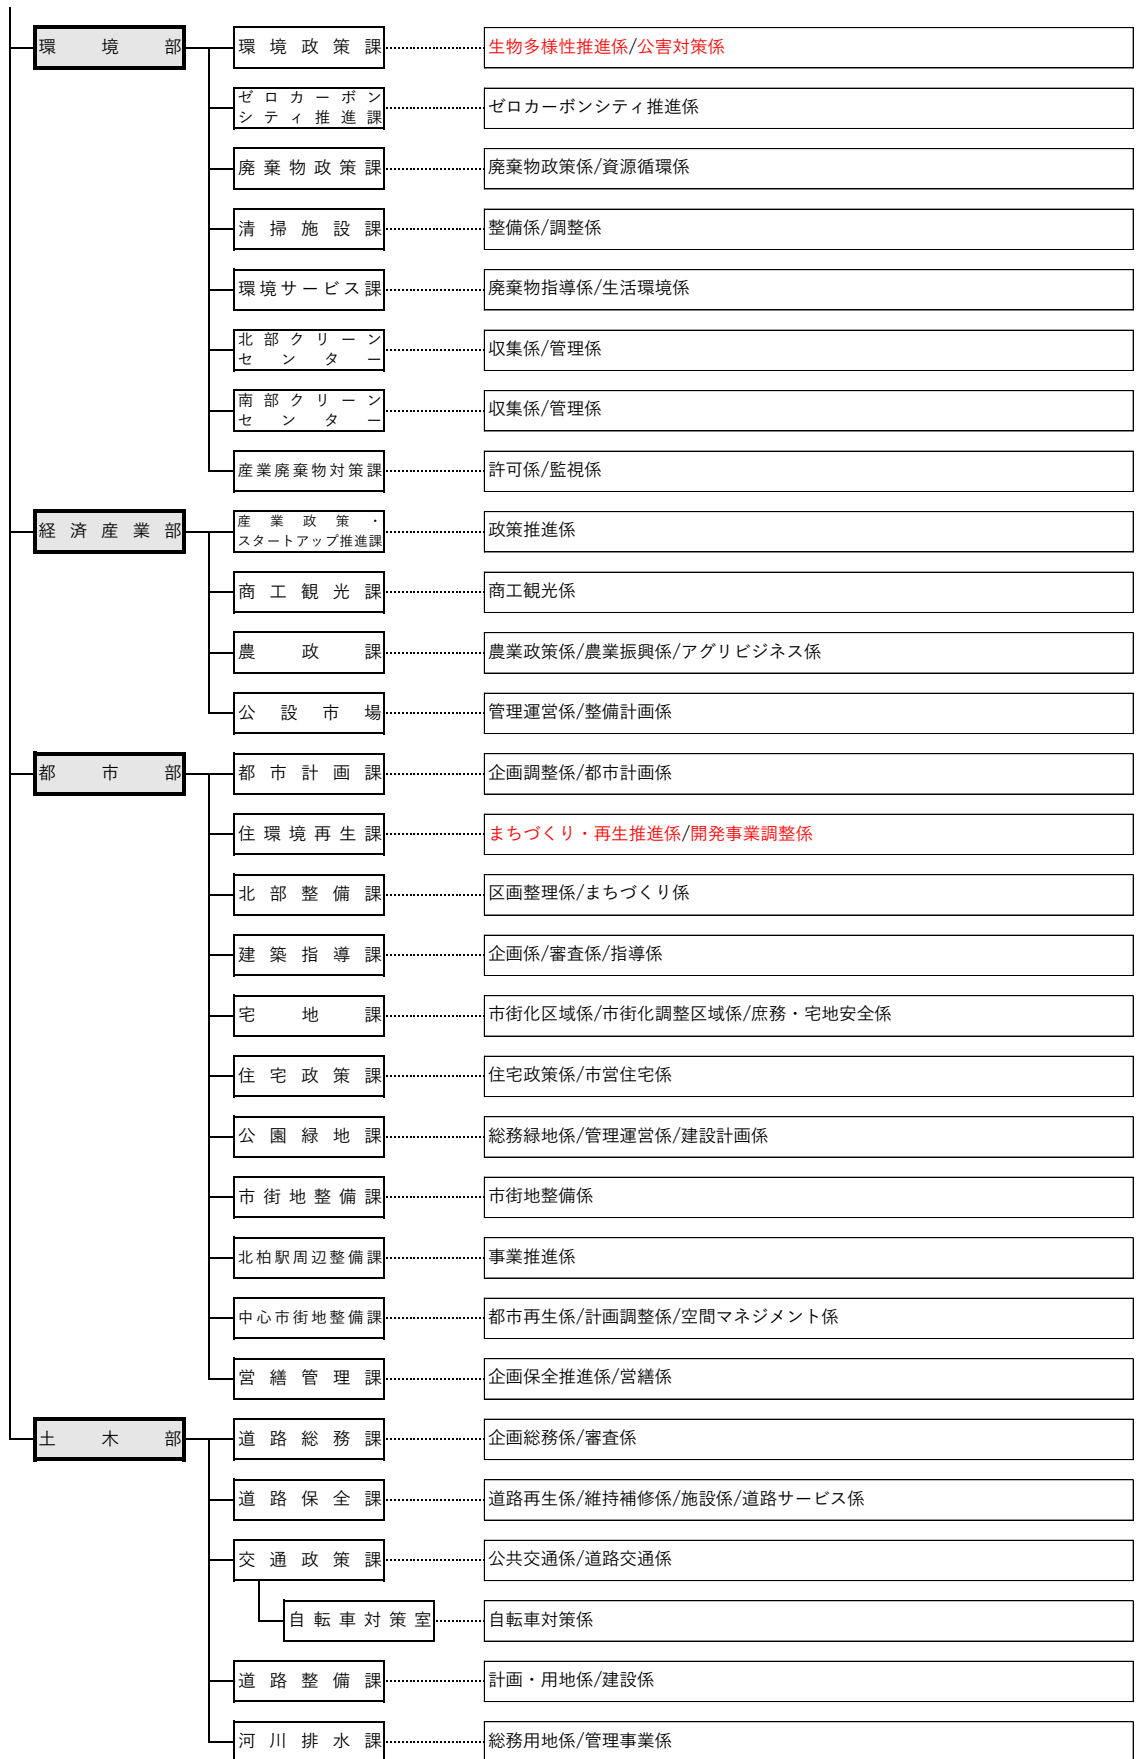 環境部
環境政策課
生物多様性推進係/公害対策係
ゼロカーボン
シティ推進課
ゼロカーボンシティ推進係
廃棄物政策課
廃棄物政策係/資源循環係
清掃施設課
整備係/調整係
環境サービス課
廃棄物指導係/生活環境係
北部クリーン
センター
収集係/管理係
南部クリーン
センター
収集係/管理係
産業廃棄物対策課
許可係/監視係
経済産業部
産業政策・
スタートアップ推進課
政策推進係
商工観光課
商工観光係
農政課
農業政策係/農業振興係/アグリビジネス係
公設市場
管理運営係/整備計画係
都市部
都市計画課
企画調整係/都市計画係
住環境再生課
まちづくり・再生推進係/開発事業調整係
北部整備課
区画整理係/まちづくり係
建築指導課
企画係/審査係/指導係
宅地課
市街化区域係/市街化調整区域係/庶務・宅地安全係
住宅政策課
住宅政策係/市営住宅係
公園緑地課
総務緑地係/管理運営係/建設計画係
市街地整備課
市街地整備係
北柏駅周辺整備課
事業推進係
中心市街地整備課
都市再生係/計画調整係/空間マネジメント係
営繕管理課
企画保全推進係/営繕係
土木部
道路総務課
企画総務係/審査係
道路保全課
道路再生係/維持補修係/施設係/道路サービス係
交通政策課
公共交通係/道路交通係
自転車対策室
自転車対策係
道路整備課
計画・用地係/建設係
河川排水課
総務用地係/管理事業係